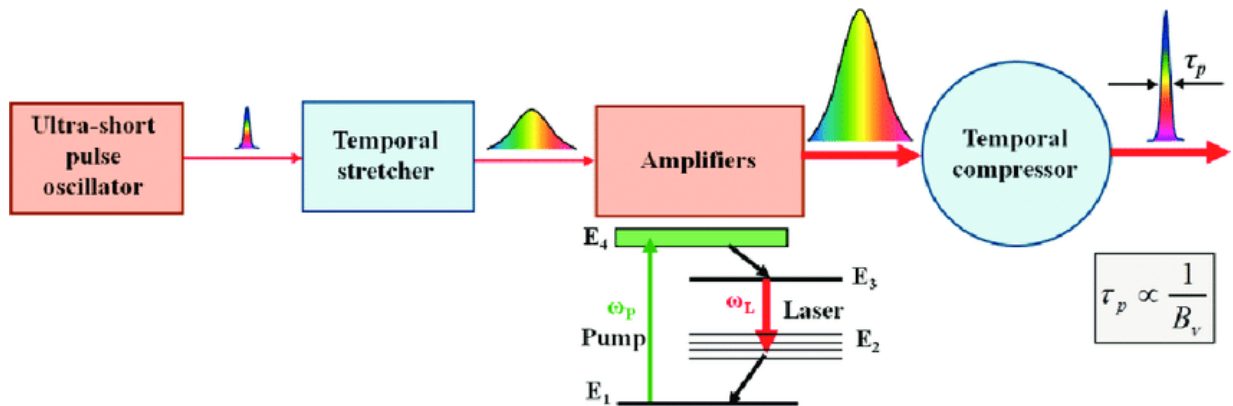 Ultra-short
pulse
oscillator
Temporal
stretcher
Amplifiers
Temporal
compressor
τp
E4
E3
ωP
Pump
ωL
Laser
E2
E1
τp ∝ 1/Bν